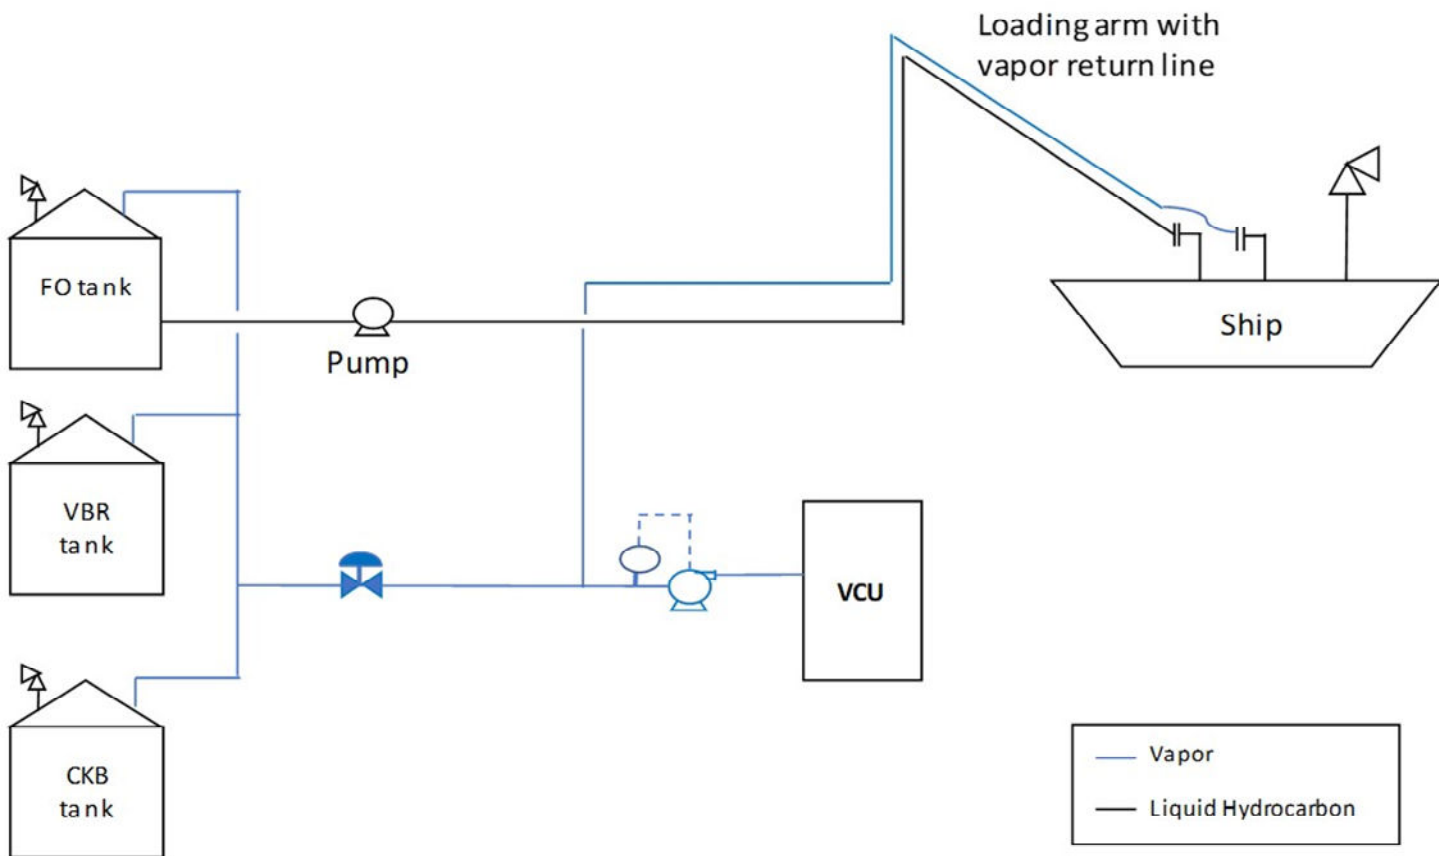 Loading arm with
vapor return line
FO tank
Pump
Ship
VBR
tank
VCU
CKB
tank
Vapor
Liquid Hydrocarbon